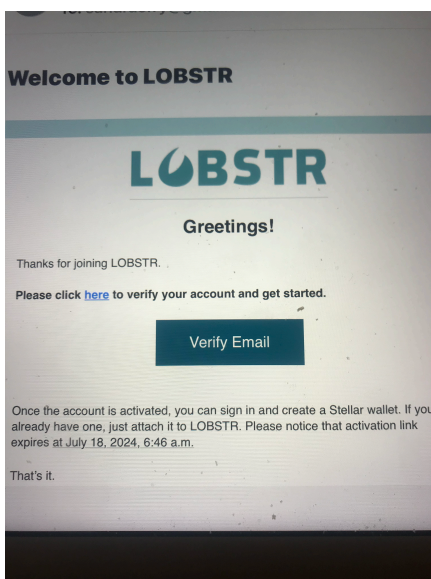 Welcome to LOBSTR
LOBSTR
Greetings!
Thanks for joining LOBSTR.
Please click here to verify your account and get started.
Verify Email
Once the account is activated, you can sign in and create a Stellar wallet. If you
already have one, just attach it to LOBSTR. Please notice that activation link
expires at July 18, 2024, 6:46 a.m.
That's it.